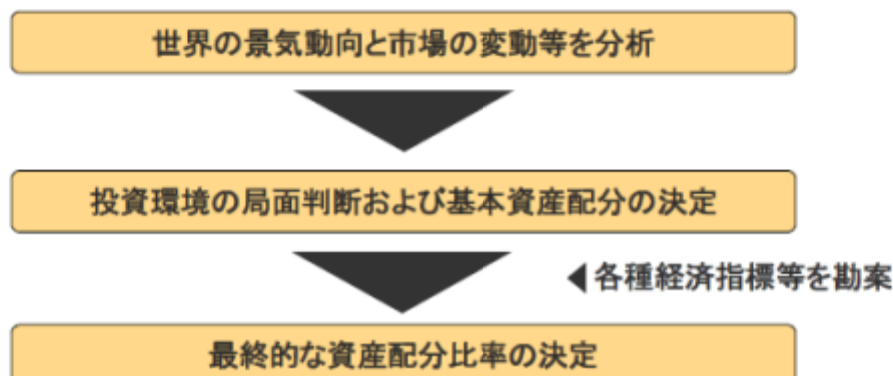 世界の景気動向と市場の変動等を分析
投資環境の局面判断および基本資産配分の決定
◀各種経済指標等を勘案
最終的な資産配分比率の決定